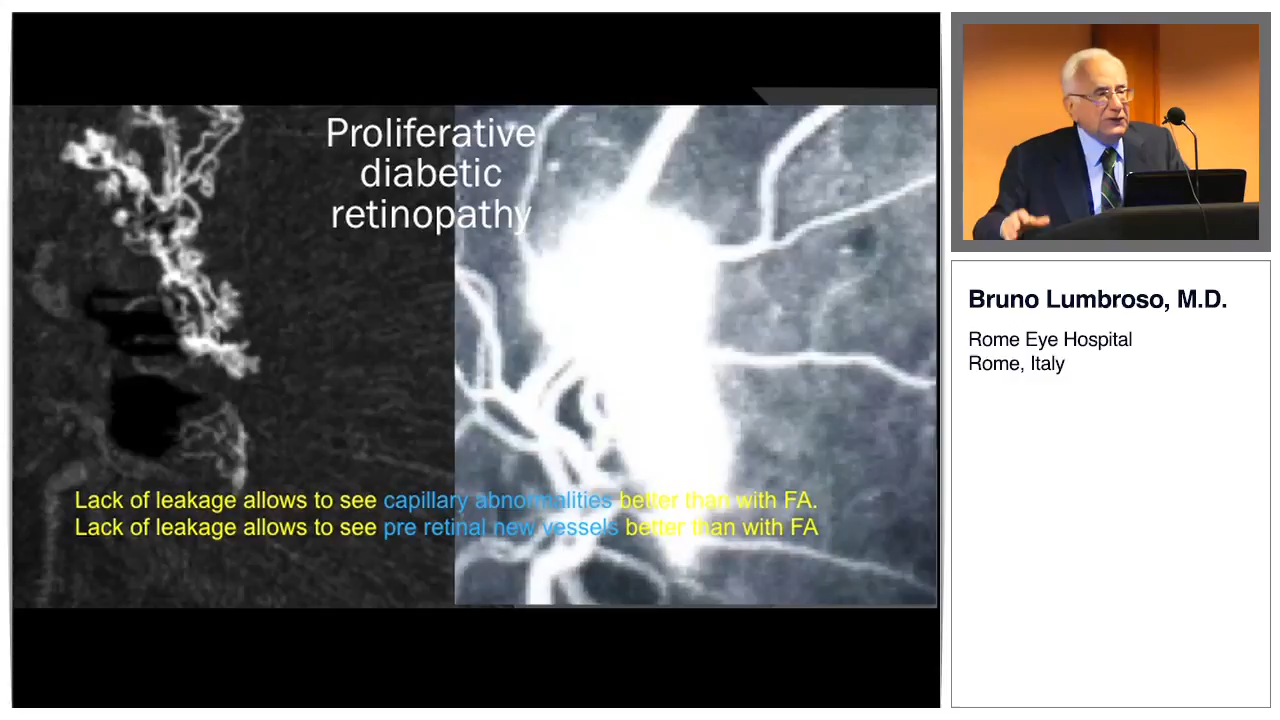 Proliferative
diabetic
retinopathy
Lack of leakage allows to see capillary abnormalities better than with FA.
Lack of leakage allows to see pre retinal new vessels better than with FA
Bruno Lumbroso, M.D.
Rome Eye Hospital
Rome, Italy